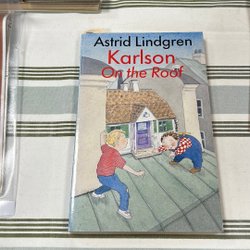 Astrid Lindgren
Karlson
On the Roof